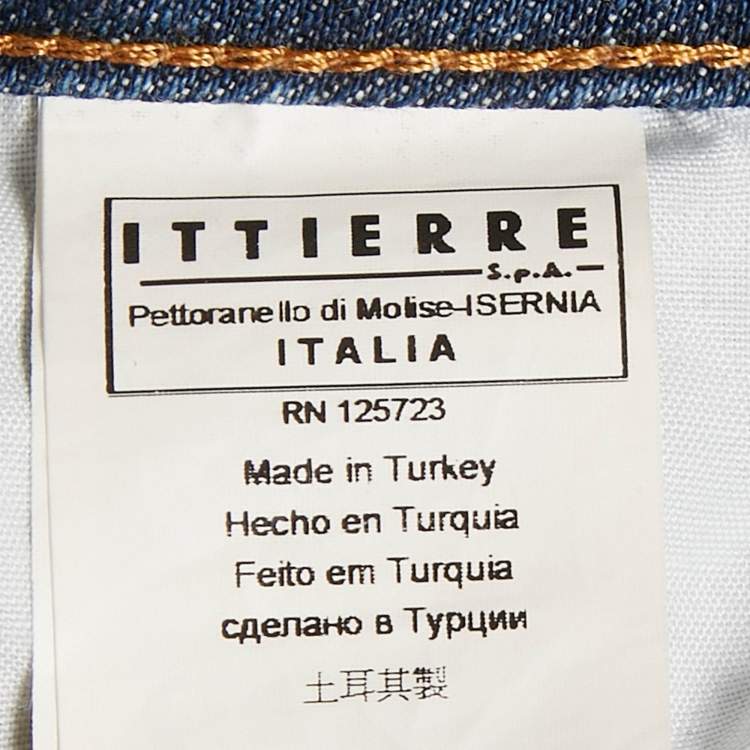 ITTIERRE
S.p.A.
Pettoranello di Molise-ISERNIA
ITALIA
RN 125723
Made in Turkey
Hecho en Turquia
Feito em Turquia
сделано в Турции
土耳其製